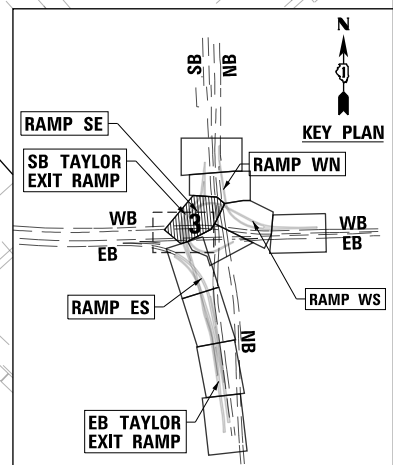 N
1
KEY PLAN
SB
NB
RAMP SE
SB TAYLOR
EXIT RAMP
RAMP WN
3
WB
EB
WB
EB
RAMP ES
RAMP WS
NB
EB TAYLOR
EXIT RAMP